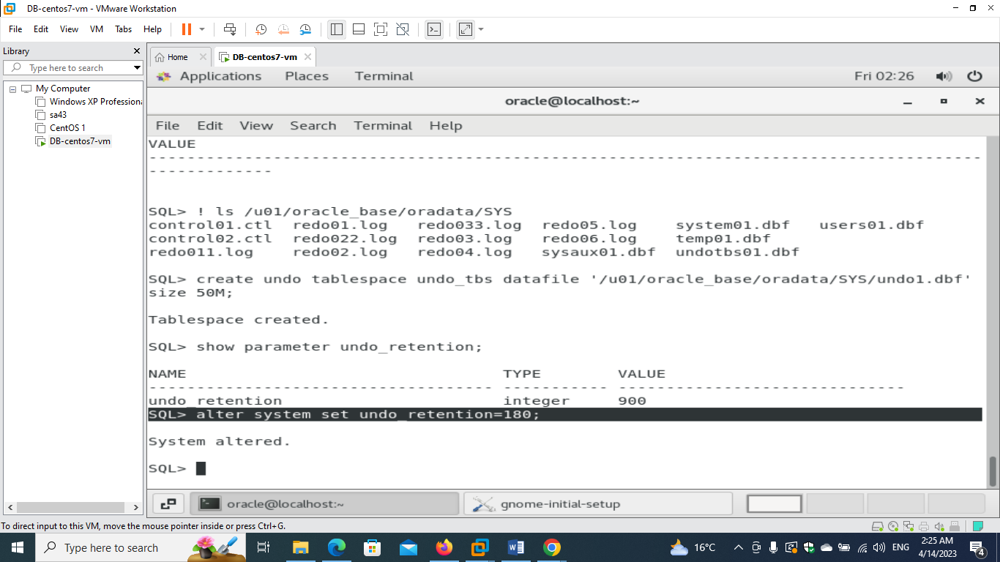 DB-centos7-vm - VMware Workstation
File Edit View VM Tabs Help
Library
Type here to search
My Computer
Windows XP Professiona
sa43
CentOS 1
DB-centos7-vm
Home
DB-centos7-vm
Applications Places Terminal Fri 02:26
oracle@localhost:~
File Edit View Search Terminal Help
VALUE
--------------------------------------------------------------------------------
-------------
SQL> ! ls /u01/oracle_base/oradata/SYS
control01.ctl redo01.log redo033.log redo05.log system01.dbf users01.dbf
control02.ctl redo022.log redo03.log redo06.log temp01.dbf
redo011.log redo02.log redo04.log sysaux01.dbf undotbs01.dbf
SQL> create undo tablespace undo_tbs datafile '/u01/oracle_base/oradata/SYS/undo1.dbf'
size 50M;
Tablespace created.
SQL> show parameter undo_retention;
NAME TYPE VALUE
------------------------------------ ----------- ------------------------------
undo_retention integer 900
SQL> alter system set undo_retention=180;
System altered.
SQL>
oracle@localhost:~
gnome-initial-setup
To direct input to this VM, move the mouse pointer inside or press Ctrl+G.
Type here to search
16°C
ENG
2:25 AM
4/14/2023
4